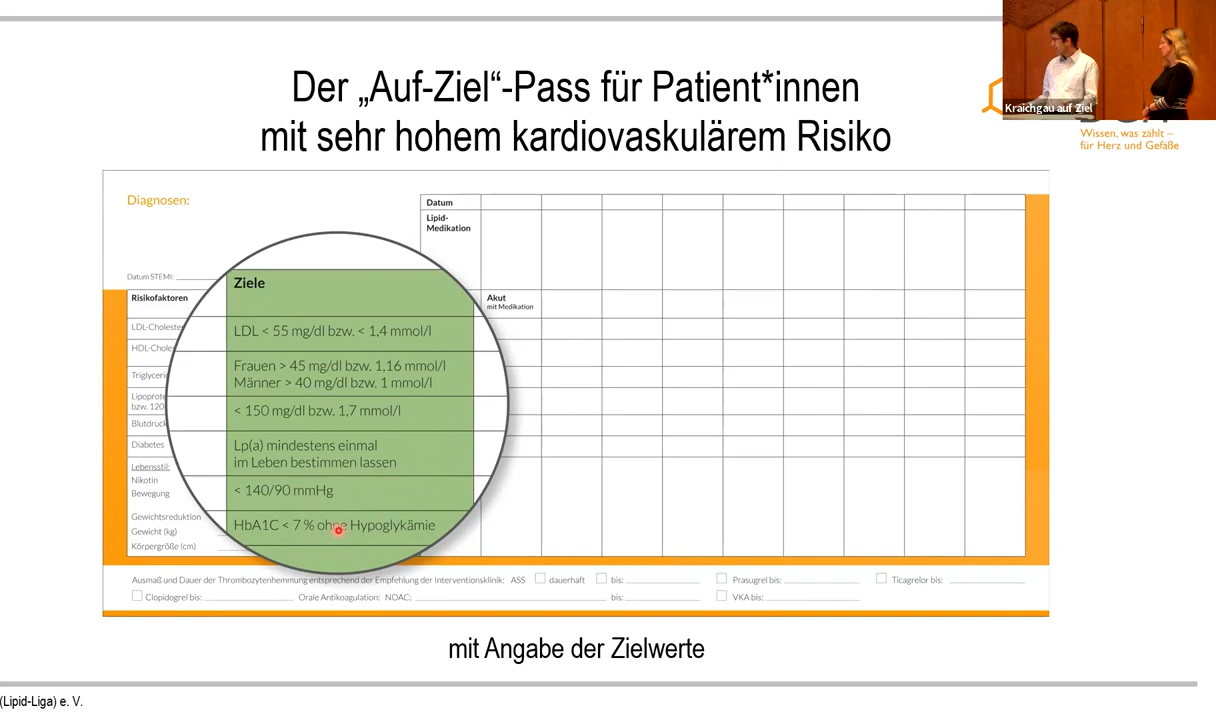 Der „Auf-Ziel“-Pass für Patient*innen
mit sehr hohem kardiovaskulärem Risiko
Kraichgau auf Ziel
Wissen, was zählt –
für Herz und Gefäße
Diagnosen:
Datum STEMI:
Datum
Lipid-
Medikation
Risikofaktoren
Ziele
Akut
mit Medikation
LDL-Choleste
LDL < 55 mg/dl bzw. < 1,4 mmol/l
HDL-Chole
Frauen > 45 mg/dl bzw. 1,16 mmol/l
Männer > 40 mg/dl bzw. 1 mmol/l
Triglyceri
< 150 mg/dl bzw. 1,7 mmol/l
Lipoprote
bzw. 120
Lp(a) mindestens einmal
im Leben bestimmen lassen
Blutdruck
< 140/90 mmHg
Diabetes
HbA1C < 7 % ohne Hypoglykämie
Lebensstil:
Nikotin
Bewegung
Gewichtsreduktion
Gewicht (kg)
Körpergröße (cm)
Ausmaß und Dauer der Thrombozytenhemmung entsprechend der Empfehlung der Interventionsklinik: ASS dauerhaft bis: Prasugrel bis: Ticagrelor bis:
Clopidogrel bis: Orale Antikoagulation: NOAC: bis: VKA bis:
mit Angabe der Zielwerte
(Lipid-Liga) e. V.